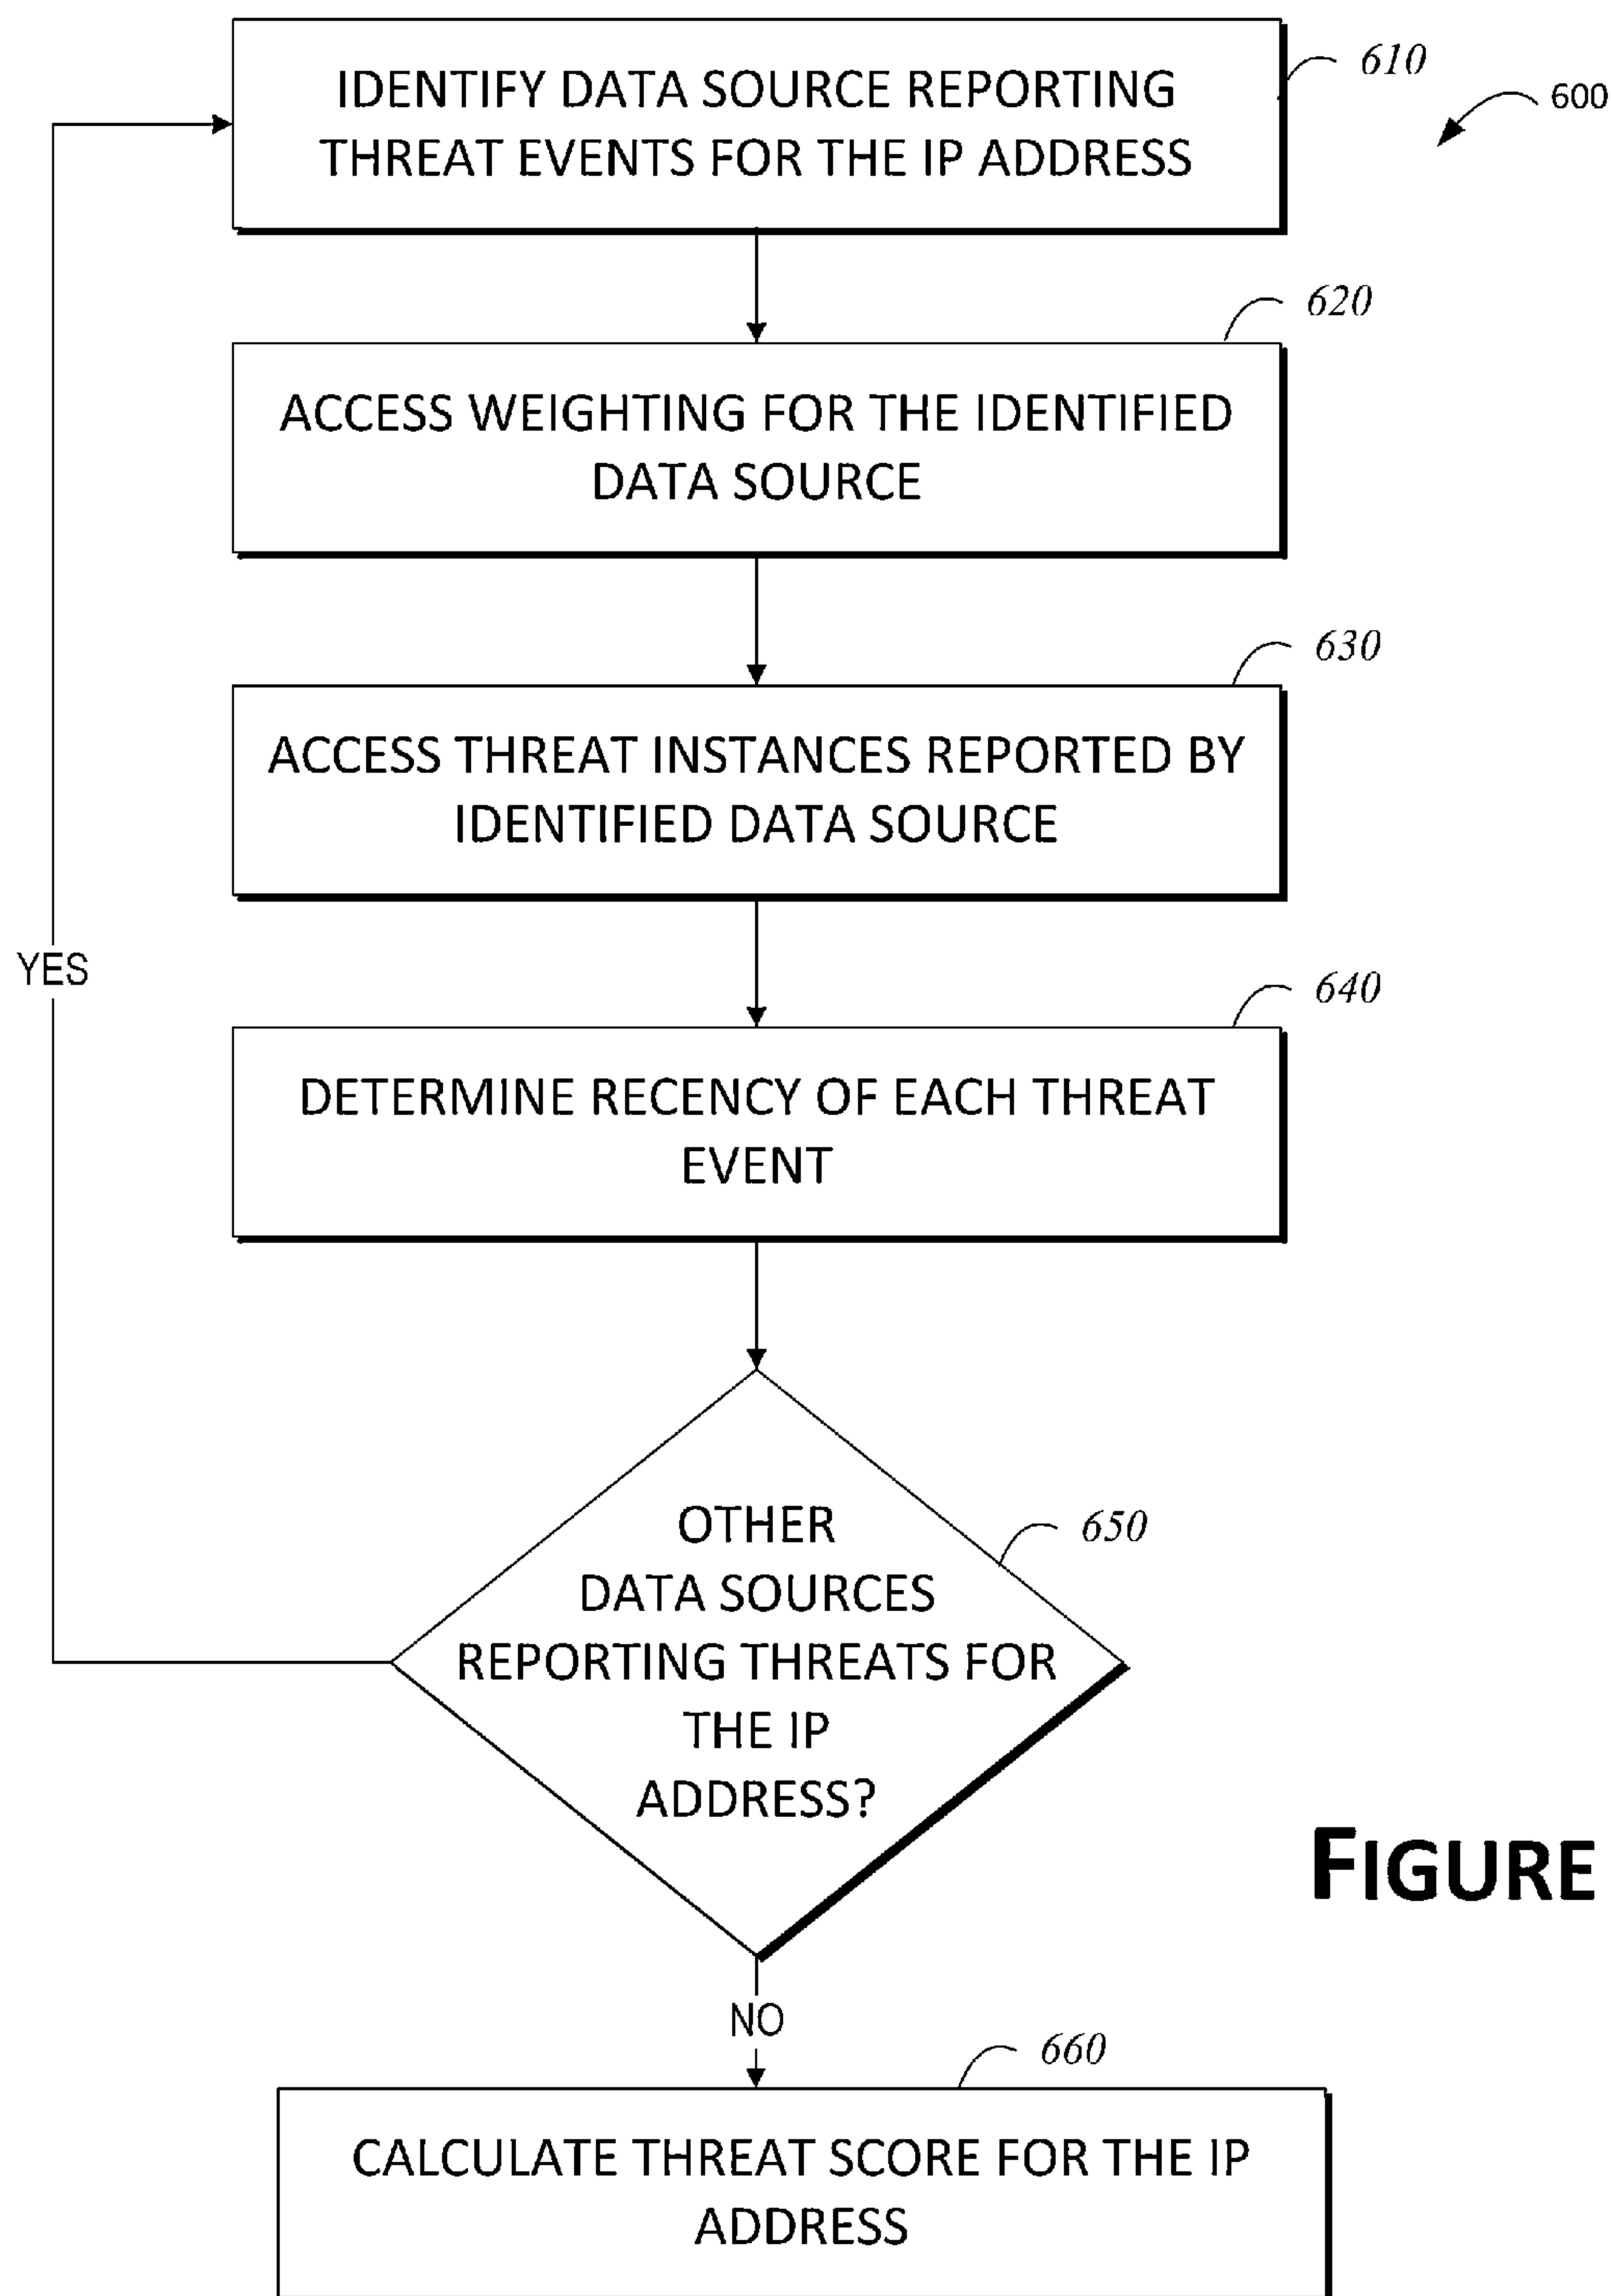 IDENTIFY DATA SOURCE REPORTING
THREAT EVENTS FOR THE IP ADDRESS
610
600
620
ACCESS WEIGHTING FOR THE IDENTIFIED
DATA SOURCE
630
ACCESS THREAT INSTANCES REPORTED BY
IDENTIFIED DATA SOURCE
YES
640
DETERMINE RECENCY OF EACH THREAT
EVENT
650
OTHER
DATA SOURCES
REPORTING THREATS FOR
THE IP
ADDRESS?
FIGURE
NO
660
CALCULATE THREAT SCORE FOR THE IP
ADDRESS